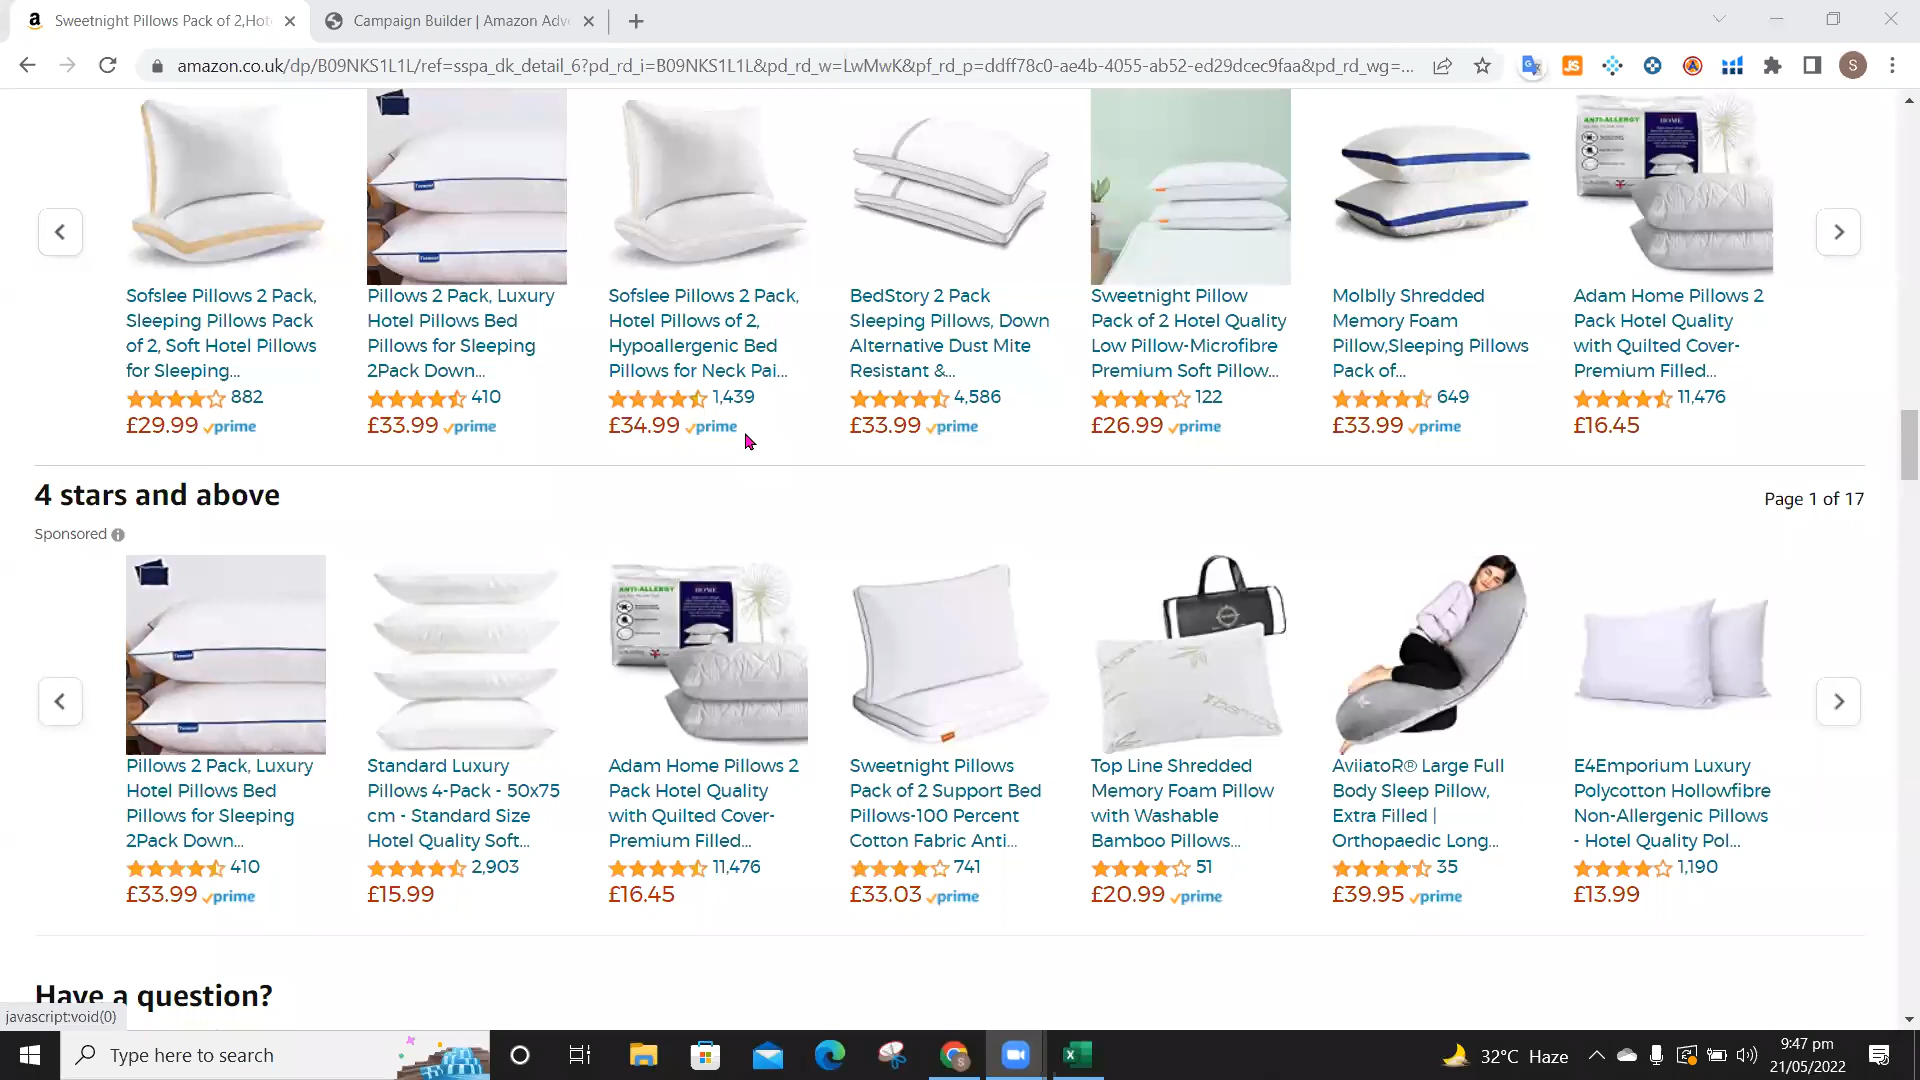 Sweetnight Pillows Pack of 2,Hot
Campaign Builder | Amazon Adv
amazon.co.uk/dp/B09NKS1L1L/ref=sspa_dk_detail_6?pd_rd_i=B09NKS1L1L&pd_rd_w=LwMwK&pf_rd_p=ddff78c0-ae4b-4055-ab52-ed29dcec9faa&pd_rd_wg=...
S
Sofslee Pillows 2 Pack,
Sleeping Pillows Pack
of 2, Soft Hotel Pillows
for Sleeping...
882
£29.99 prime
Pillows 2 Pack, Luxury
Hotel Pillows Bed
Pillows for Sleeping
2Pack Down...
410
£33.99 prime
Sofslee Pillows 2 Pack,
Hotel Pillows of 2,
Hypoallergenic Bed
Pillows for Neck Pai...
1,439
£34.99 prime
BedStory 2 Pack
Sleeping Pillows, Down
Alternative Dust Mite
Resistant &...
4,586
£33.99 prime
Sweetnight Pillow
Pack of 2 Hotel Quality
Low Pillow-Microfibre
Premium Soft Pillow...
122
£26.99 prime
Molblly Shredded
Memory Foam
Pillow,Sleeping Pillows
Pack of...
649
£33.99 prime
ANTI-ALLERGY
HOME
Adam Home Pillows 2
Pack Hotel Quality
with Quilted Cover-
Premium Filled...
11,476
£16.45
4 stars and above
Page 1 of 17
Sponsored
Pillows 2 Pack, Luxury
Hotel Pillows Bed
Pillows for Sleeping
2Pack Down...
410
£33.99 prime
Standard Luxury
Pillows 4-Pack - 50x75
cm - Standard Size
Hotel Quality Soft...
2,903
£15.99
ANTI-ALLERGY
HOME
Adam Home Pillows 2
Pack Hotel Quality
with Quilted Cover-
Premium Filled...
11,476
£16.45
Sweetnight Pillows
Pack of 2 Support Bed
Pillows-100 Percent
Cotton Fabric Anti...
741
£33.03 prime
Top Line Shredded
Memory Foam Pillow
with Washable
Bamboo Pillows...
51
£20.99 prime
AviiatoR® Large Full
Body Sleep Pillow,
Extra Filled |
Orthopaedic Long...
35
£39.95 prime
E4Emporium Luxury
Polycotton Hollowfibre
Non-Allergenic Pillows
- Hotel Quality Pol...
1,190
£13.99
Have a question?
javascript:void(0)
Type here to search
32°C Haze
9:47 pm
21/05/2022